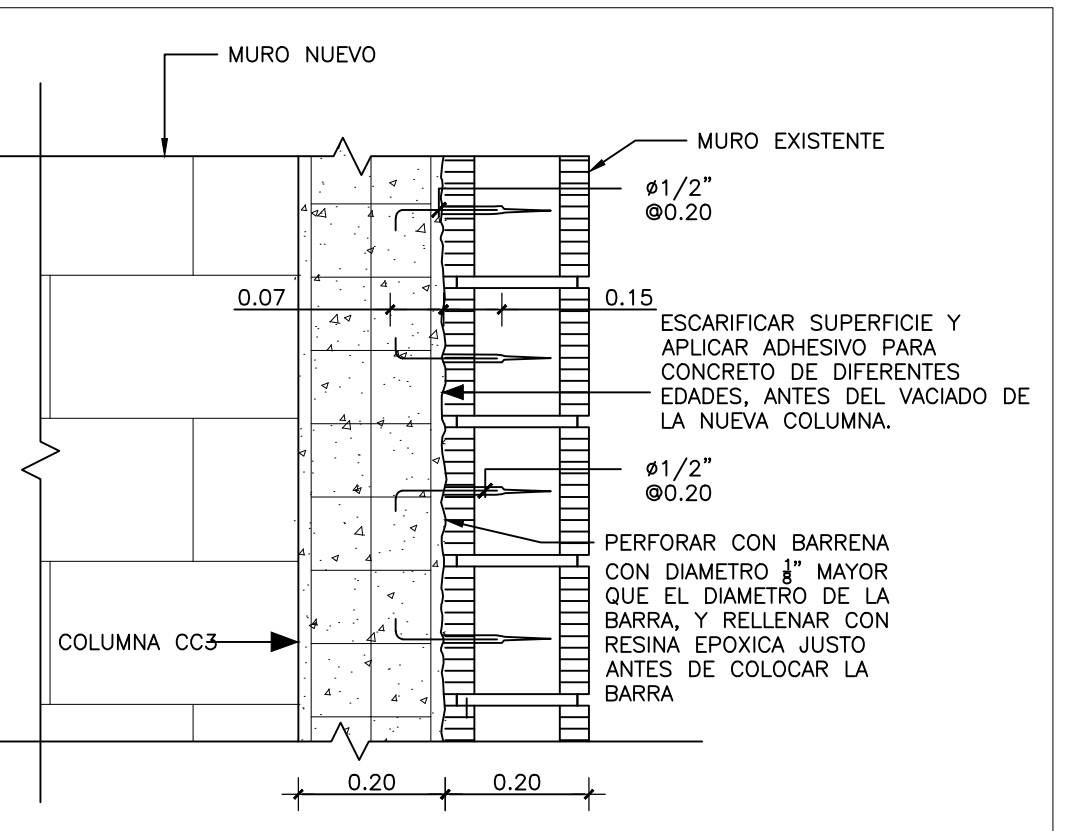 MURO NUEVO
MURO EXISTENTE
ø1/2"
@0.20
0.07
0.15
ESCARIFICAR SUPERFICIE Y
APLICAR ADHESIVO PARA
CONCRETO DE DIFERENTES
EDADES, ANTES DEL VACIADO DE
LA NUEVA COLUMNA.
ø1/2"
@0.20
PERFORAR CON BARRENA
CON DIAMETRO 1/8" MAYOR
QUE EL DIAMETRO DE LA
BARRA, Y RELLENAR CON
RESINA EPOXICA JUSTO
ANTES DE COLOCAR LA
BARRA
COLUMNA CC3
0.20
0.20